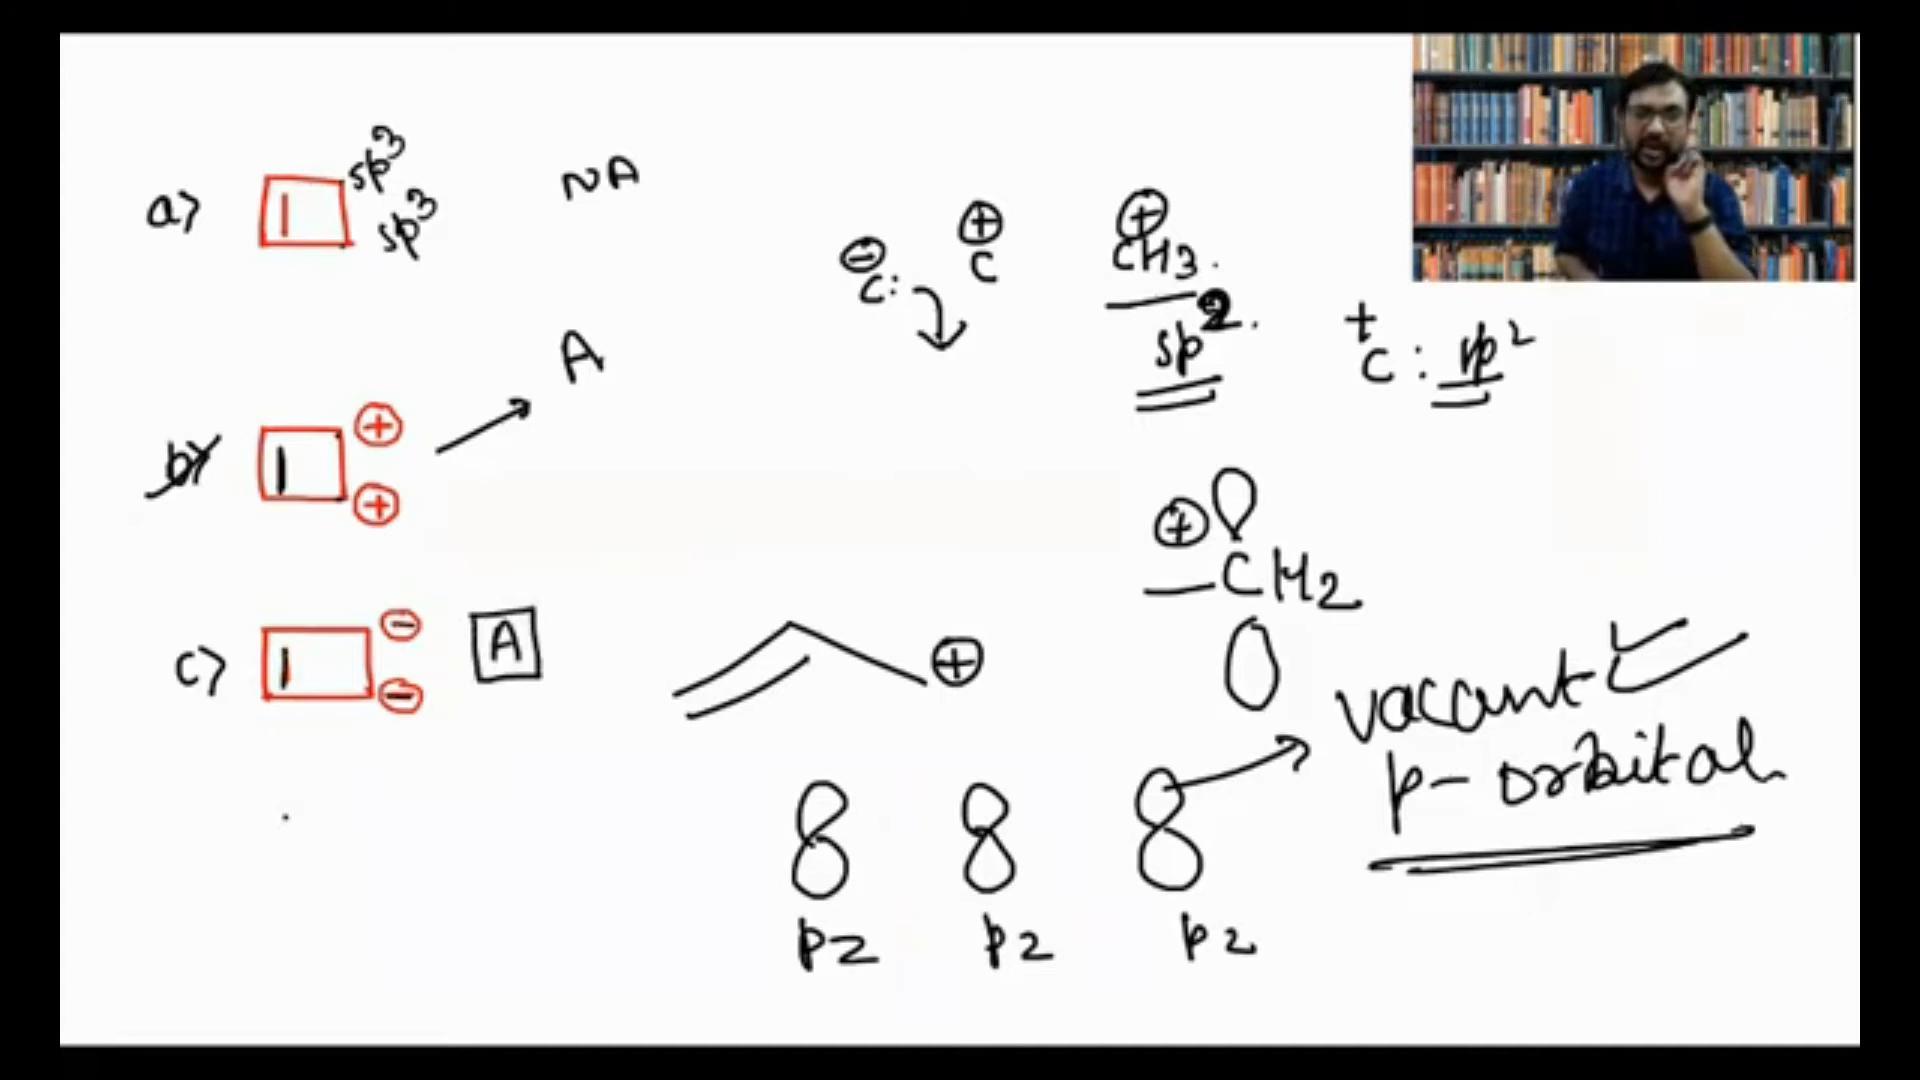 a) sp3
sp3
NA
b) ⊕
⊕
A
c) ⊖
⊖
A
⊖
C:
⊕
C
⊕
CH3.
sp2.
+
C : sp2
⊕
⊕
CH2
vacant
p-orbital
pz pz pz